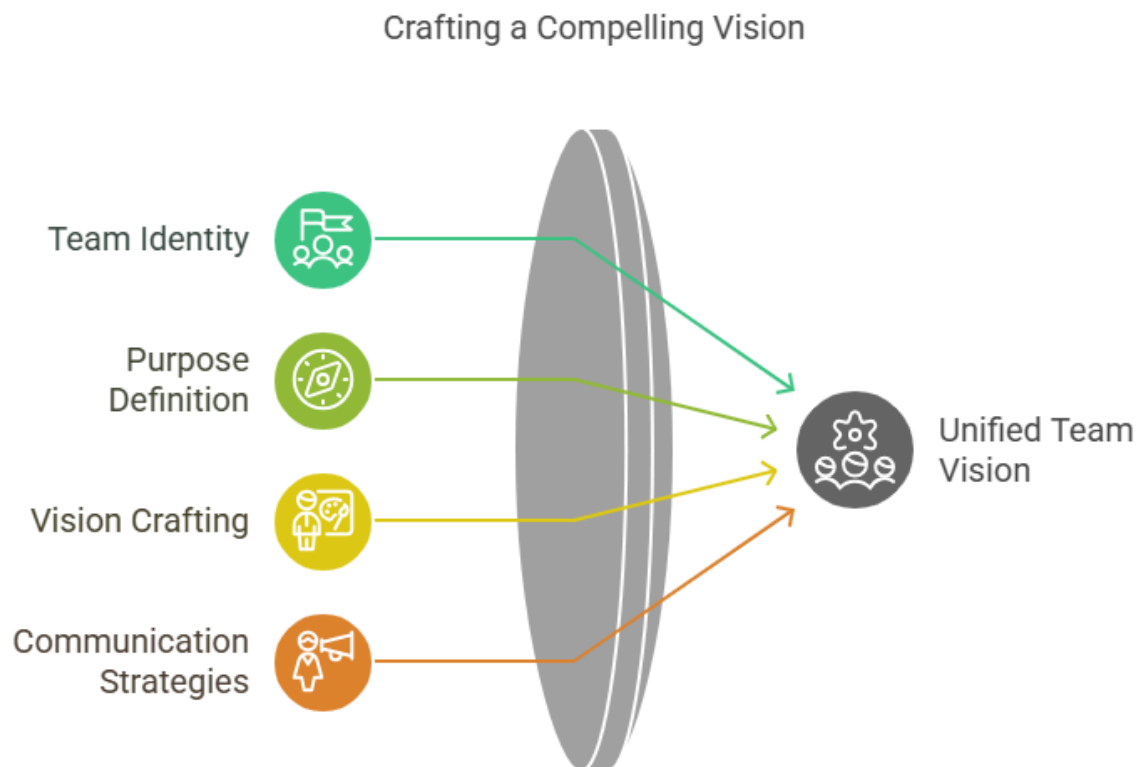 Crafting a Compelling Vision
Team Identity
Purpose
Definition
Vision Crafting
Communication
Strategies
Unified Team
Vision